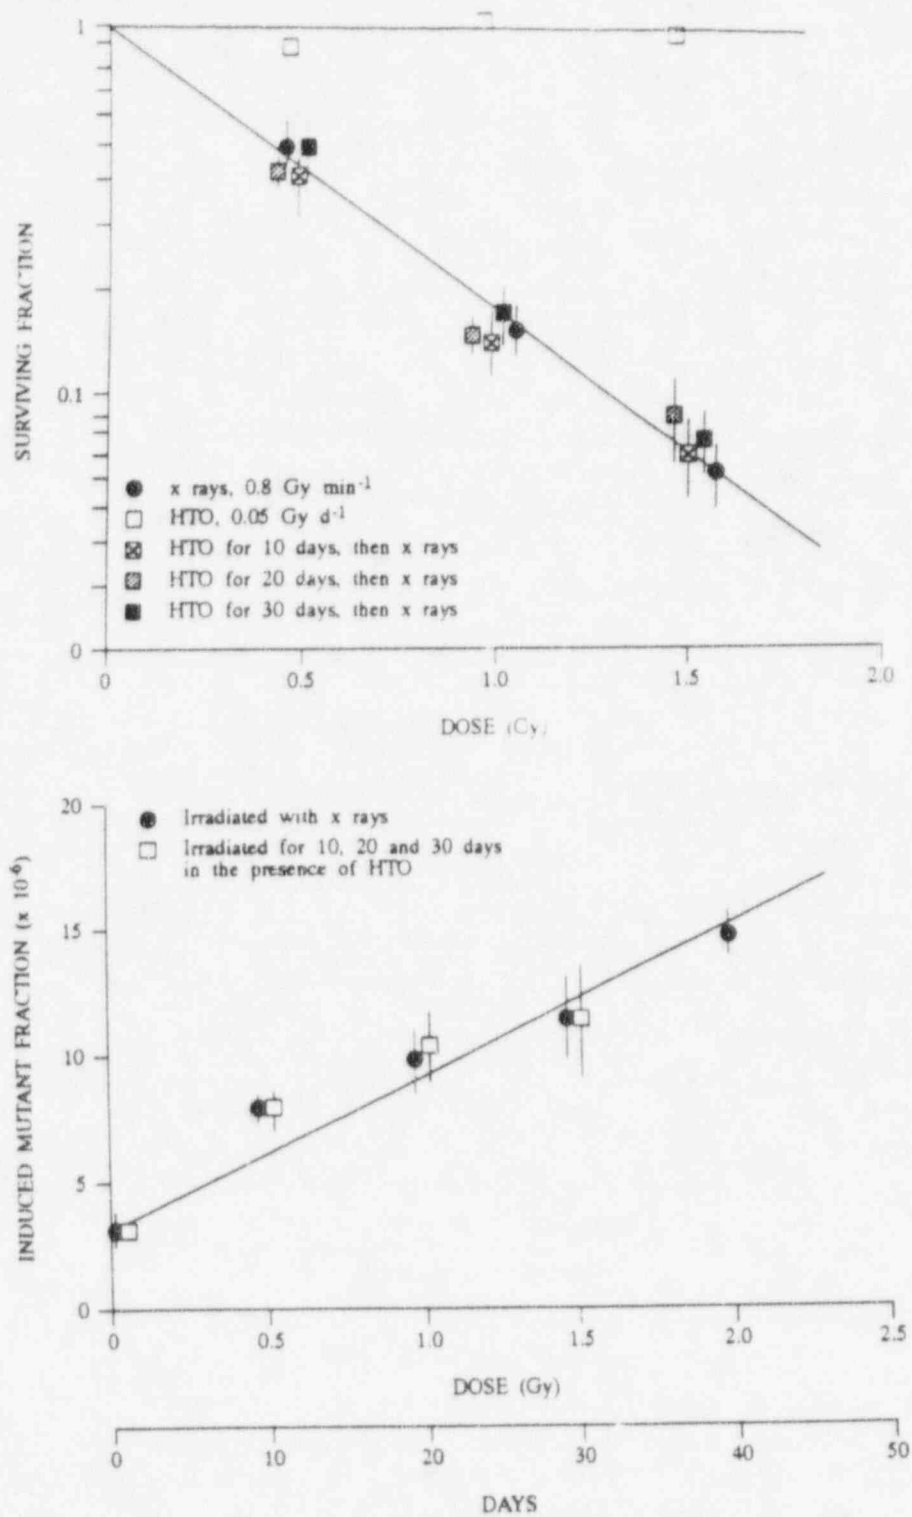 1
0.1
0
SURVIVING FRACTION
x rays, 0.8 Gy min-1
HTO, 0.05 Gy d-1
HTO for 10 days, then x rays
HTO for 20 days, then x rays
HTO for 30 days, then x rays
0 0.5 1.0 1.5 2.0
DOSE (Gy)
20
15
10
5
0
INDUCED MUTANT FRACTION (x 10-6)
Irradiated with x rays
Irradiated for 10, 20 and 30 days
in the presence of HTO
0 0.5 1.0 1.5 2.0 2.5
DOSE (Gy)
0 10 20 30 40 50
DAYS